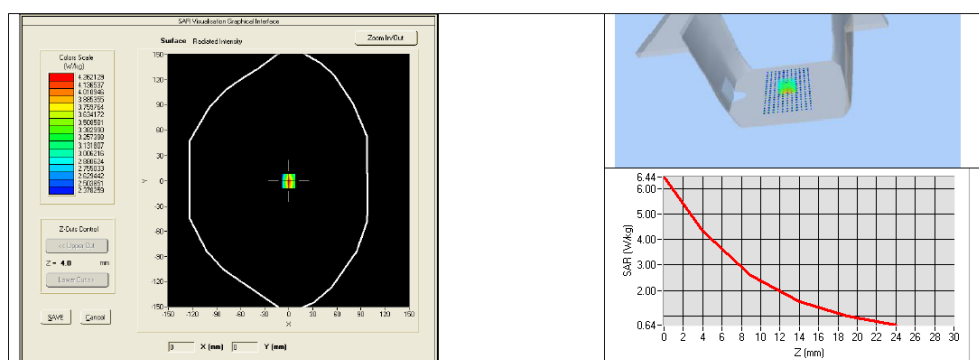 SAR Visualisation Graphical Interface
Surface Radiated Intensity
Zoom In/Out
Colors Scale
(W/kg)
4.262129
4.136537
4.010946
3.885355
3.759764
3.634172
3.508581
3.382990
3.257399
3.131807
3.006216
2.880624
2.755033
2.629442
2.503851
2.378259
Z-Cuts Control
<< Upper Cut
Z = 4.0 mm
SAVE
Cancel
150
120
90
60
30
0
-30
-60
-90
-120
-150
Y
-150 -120 -90 -60 -30 0 30 60 90 120 150
X
X (mm)
Y (mm)
SAR (W/kg)
6.44
6.00
5.00
4.00
3.00
2.00
0.64
0 2 4 6 8 10 12 14 16 18 20 22 24 26 28 30
Z (mm)